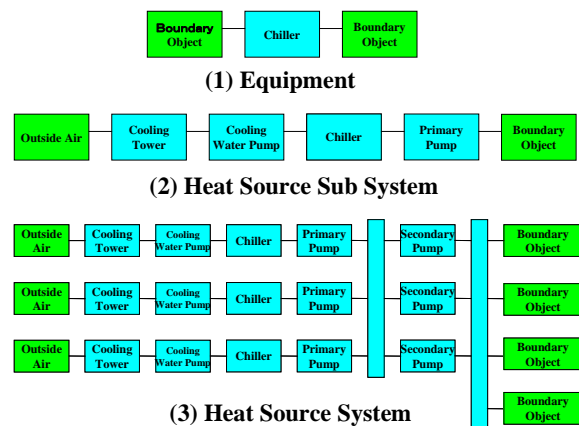 Boundary
Object
Chiller
Boundary
Object
(1) Equipment
Outside Air
Cooling
Tower
Cooling
Water Pump
Chiller
Primary
Pump
Boundary
Object
(2) Heat Source Sub System
Outside
Air
Cooling
Tower
Cooling
Water Pump
Chiller
Primary
Pump
Secondary
Pump
Boundary
Object
Outside
Air
Cooling
Tower
Cooling
Water Pump
Chiller
Primary
Pump
Secondary
Pump
Boundary
Object
Outside
Air
Cooling
Tower
Cooling
Water Pump
Chiller
Primary
Pump
Secondary
Pump
Boundary
Object
Boundary
Object
(3) Heat Source System